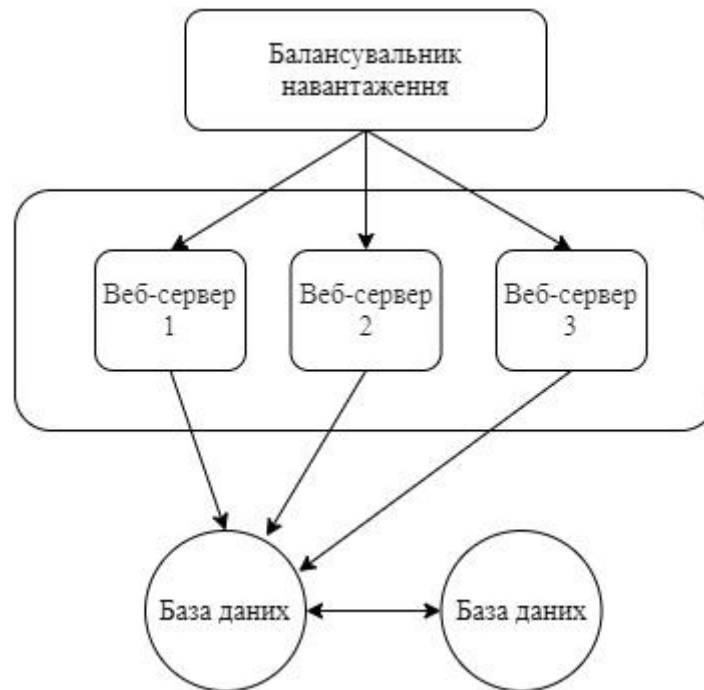 Балансувальник
навантаження
Веб-сервер
1
Веб-сервер
2
Веб-сервер
3
База даних
База даних